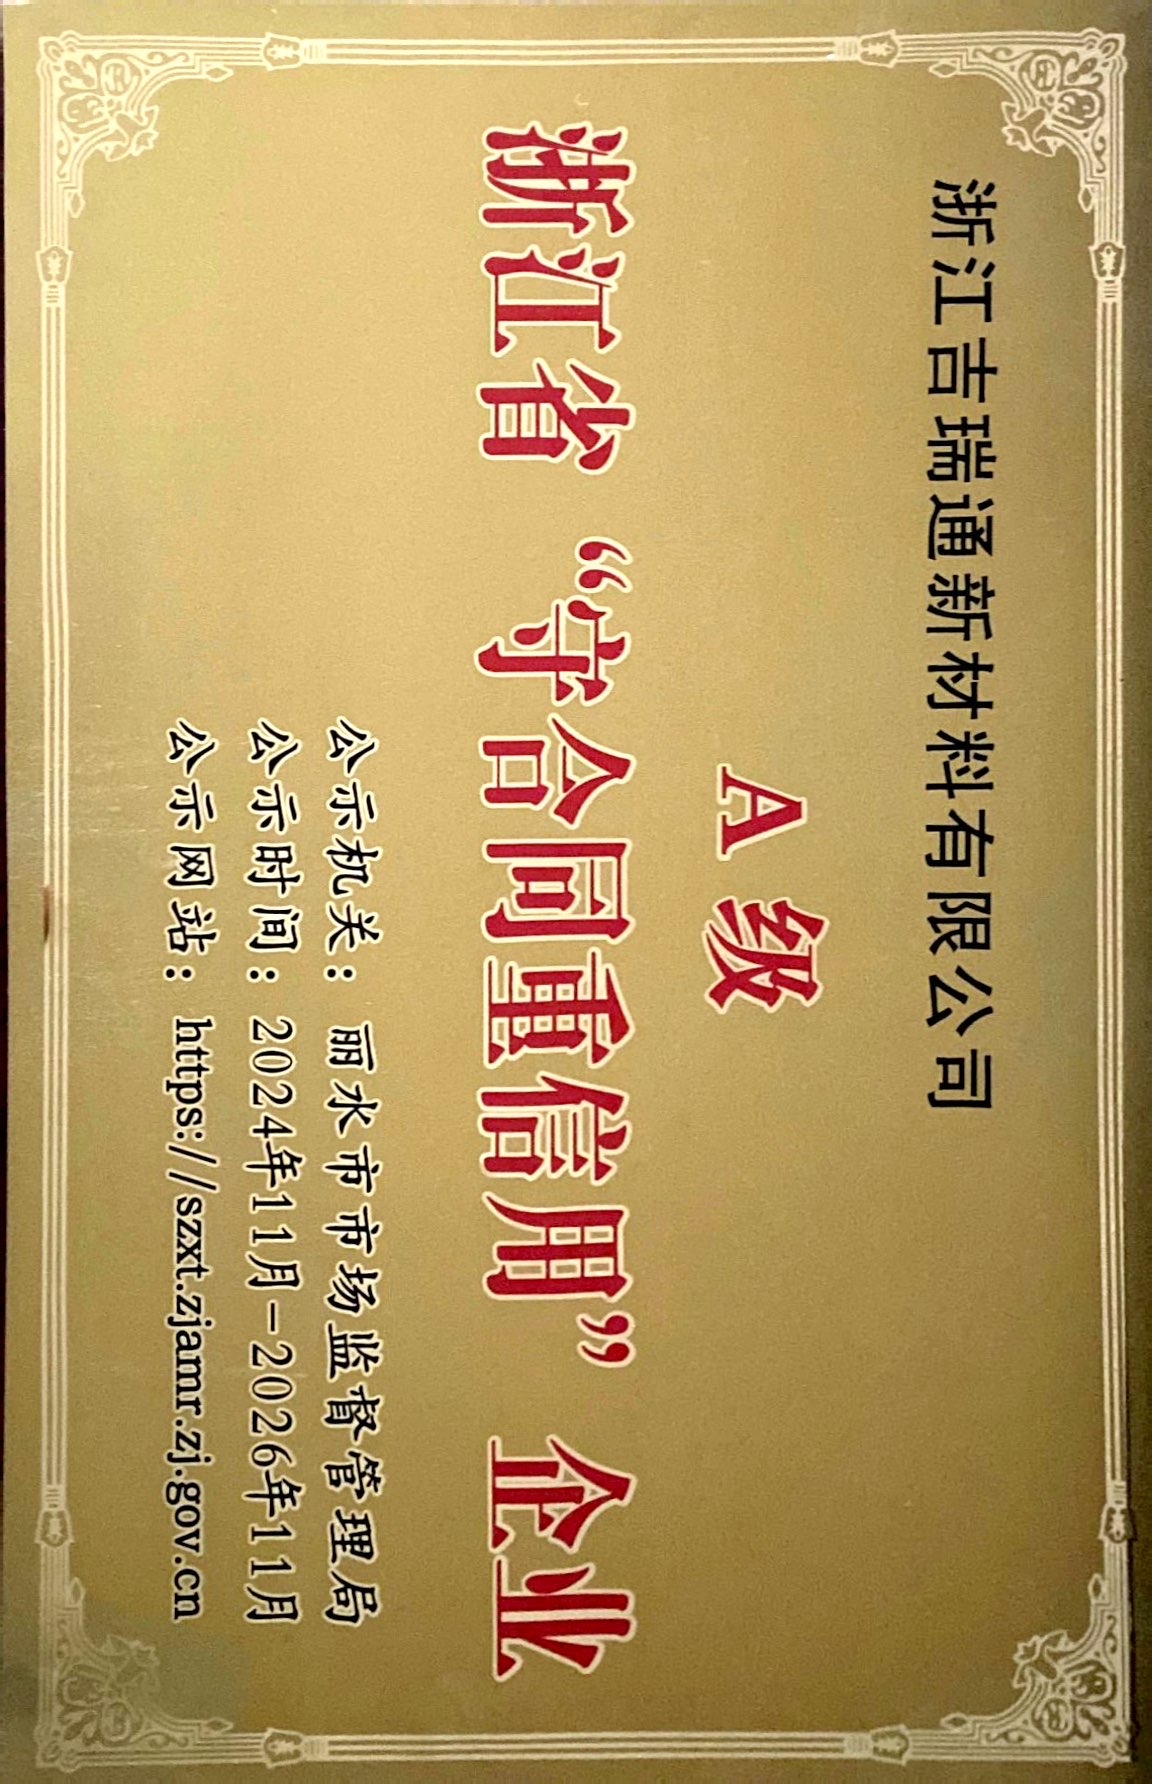 浙江吉瑞通新材料有限公司
A级
浙江省“守合同重信用”企业
公示机关：丽水市市场监督管理局
公示时间：2024年11月-2026年11月
公示网站：https://szxt.zjamr.zj.gov.cn